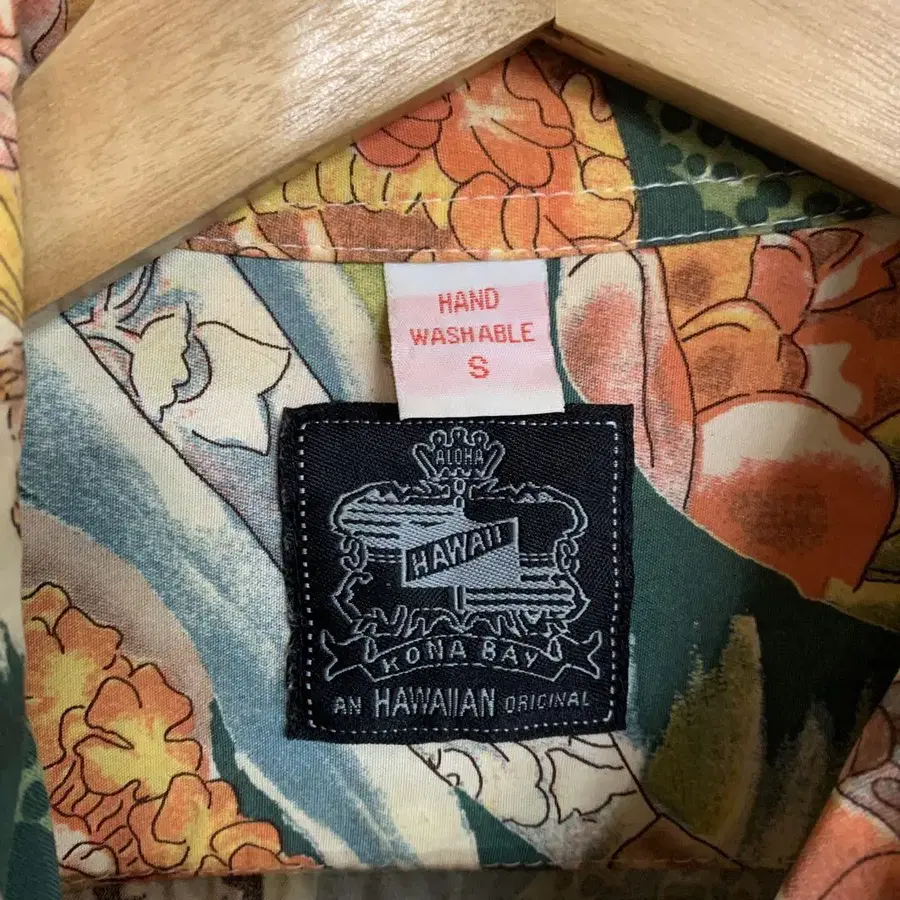 HAND
WASHABLE
S
ALOHA
HAWAII
KONA BAY
AN HAWAIIAN ORIGINAL